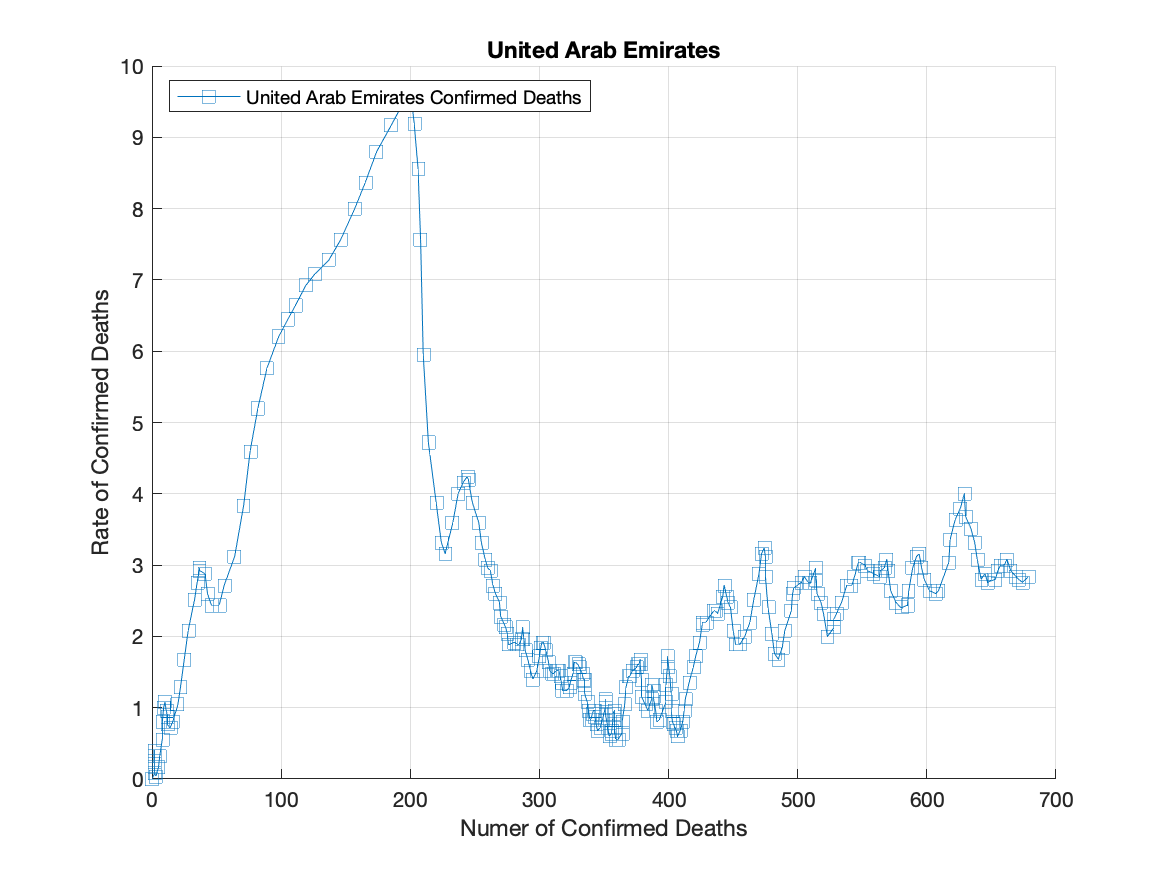 United Arab Emirates
United Arab Emirates Confirmed Deaths
10
9
8
7
6
5
4
3
2
1
0
Rate of Confirmed Deaths
0 100 200 300 400 500 600 700
Numer of Confirmed Deaths